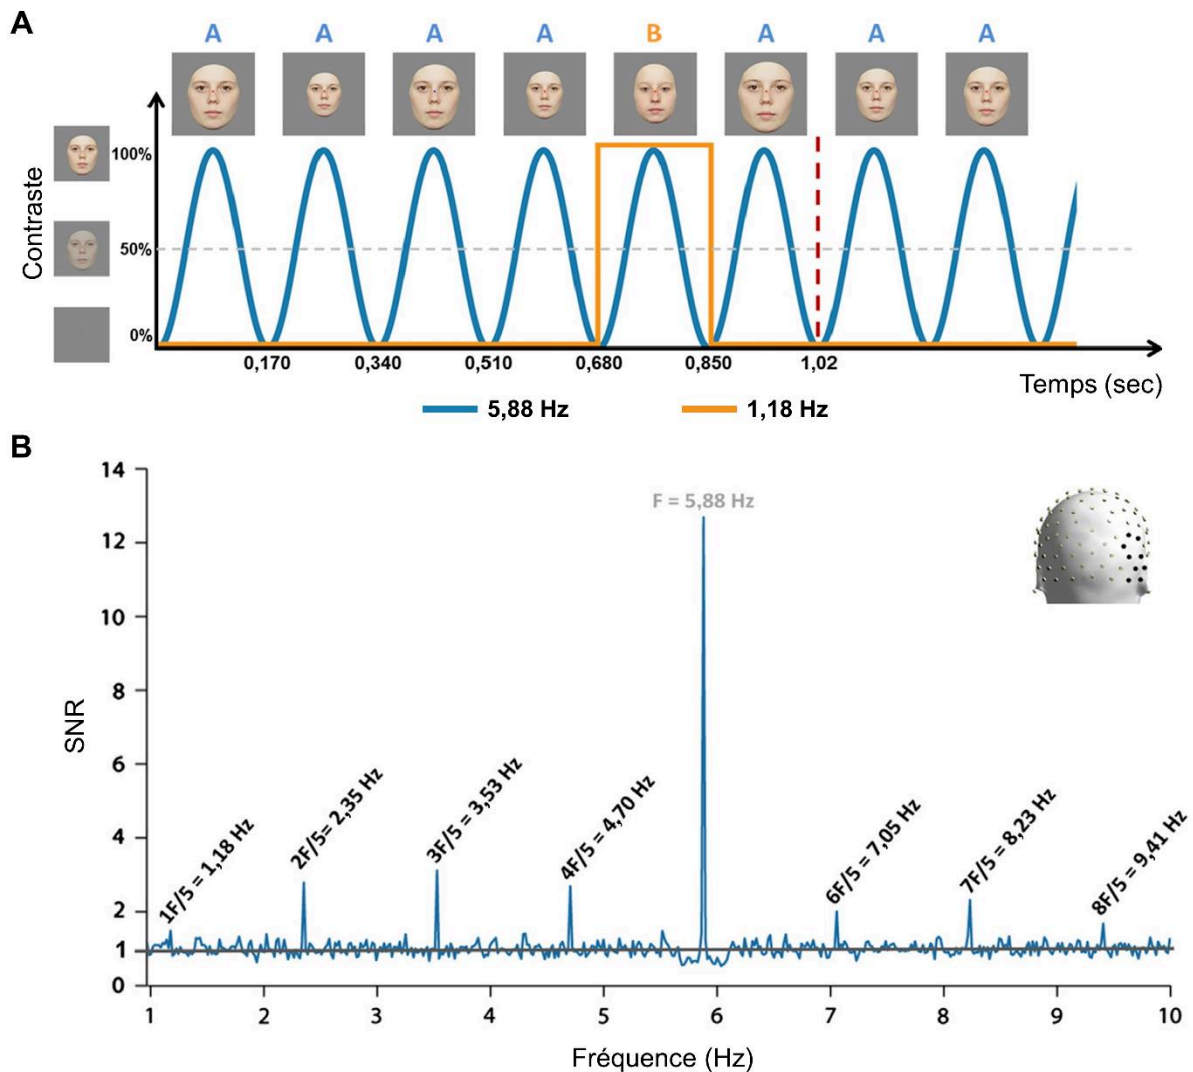 A
A A A A B A A A
Contraste
100%
50%
0%
0,170 0,340 0,510 0,680 0,850 1,02
Temps (sec)
5,88 Hz 1,18 Hz
B
SNR
14
12
10
8
6
4
2
1
0
F = 5,88 Hz
1F/5 = 1,18 Hz
2F/5= 2,35 Hz
3F/5 = 3,53 Hz
4F/5 = 4,70 Hz
6F/5 = 7,05 Hz
7F/5 = 8,23 Hz
8F/5 = 9,41 Hz
1 2 3 4 5 6 7 8 9 10
Fréquence (Hz)